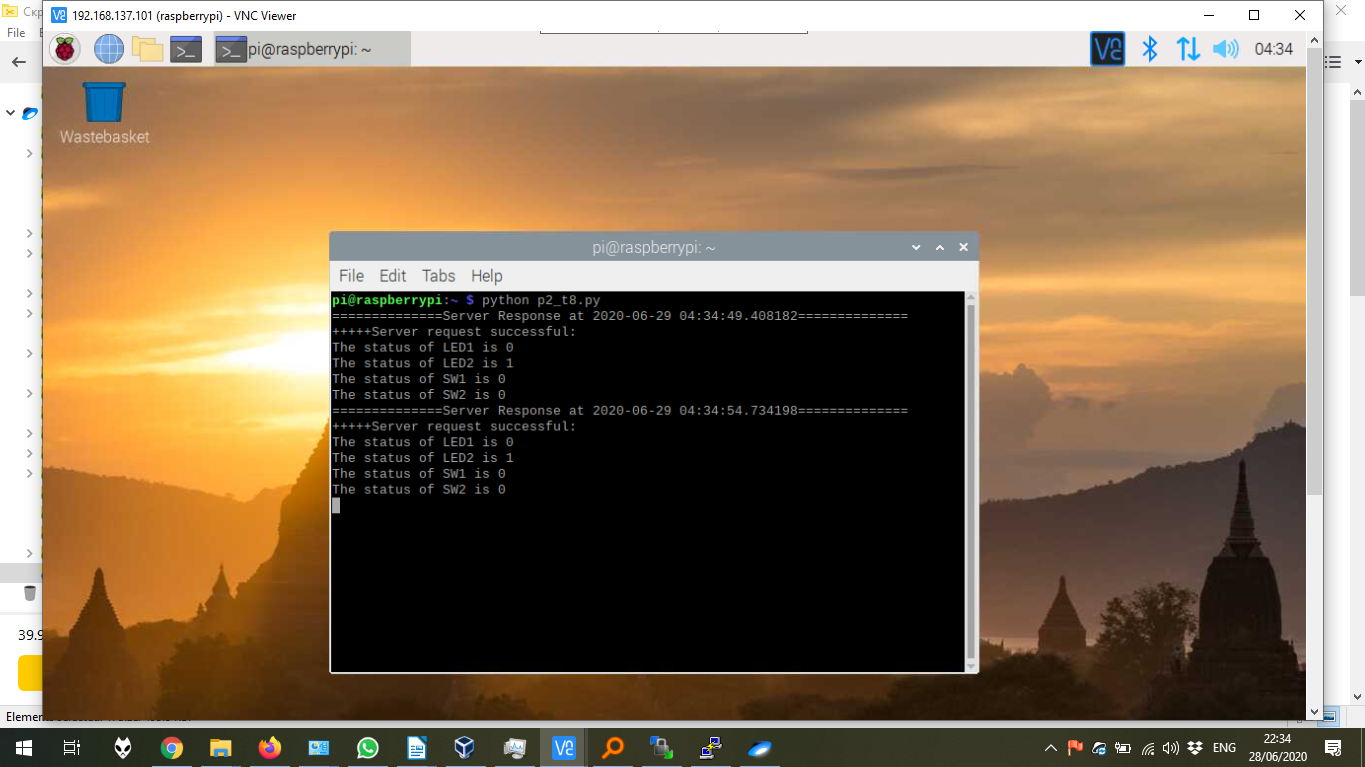 Скр
192.168.137.101 (raspberrypi) - VNC Viewer
File
pi@raspberrypi: ~
04:34
Wastebasket
pi@raspberrypi: ~
File Edit Tabs Help
pi@raspberrypi:~ $ python p2_t8.py
==============Server Response at 2020-06-29 04:34:49.408182==============
+++++Server request successful:
The status of LED1 is 0
The status of LED2 is 1
The status of SW1 is 0
The status of SW2 is 0
==============Server Response at 2020-06-29 04:34:54.734198==============
+++++Server request successful:
The status of LED1 is 0
The status of LED2 is 1
The status of SW1 is 0
The status of SW2 is 0
39.9
ENG
22:34
28/06/2020